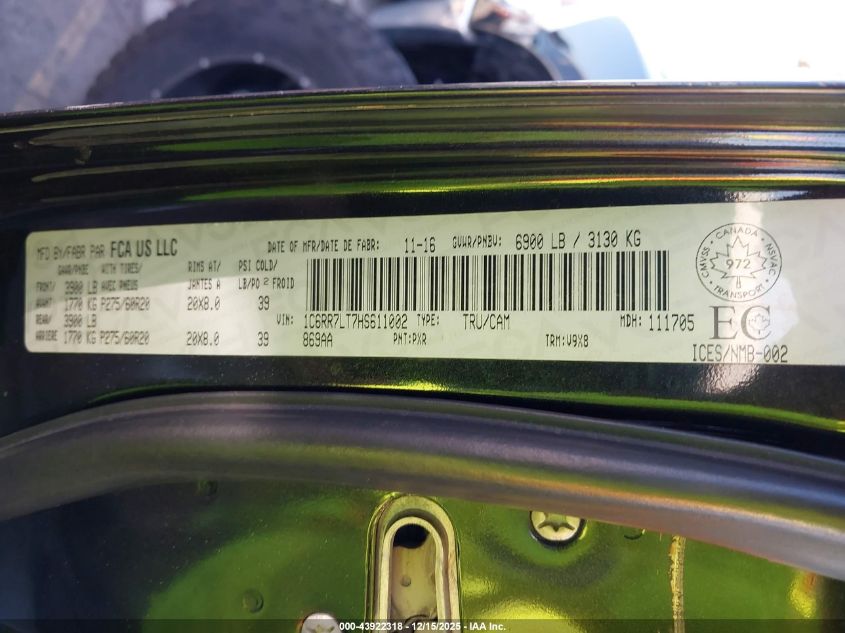 MFD BY/FABR PAR FCA US LLC DATE OF MFR/DATE DE FABR: 11-16 GVWR/PNBV: 6900 LB / 3130 KG
GAWR/PNBE WITH TIRES/ RIMS AT/ PSI COLD/
FRONT/ 3900 LB AVEC PNEUS JANTES A LB/PO 2 FROID
AVANT 1770 KG P275/60R20 20X8.0 39
REAR/ 3900 LB
ARRIERE 1770 KG P275/60R20 20X8.0 39
VIN: 1C6RR7LT7HS611002 TYPE: TRU/CAM MDH: 111705
869AA PNT:PXR TRM:V9X8
CANADA
CMVSS 972 NSVAC
TRANSPORT
EC
ICES/NMB-002
000-43922318 - 12/15/2025 - IAA Inc.